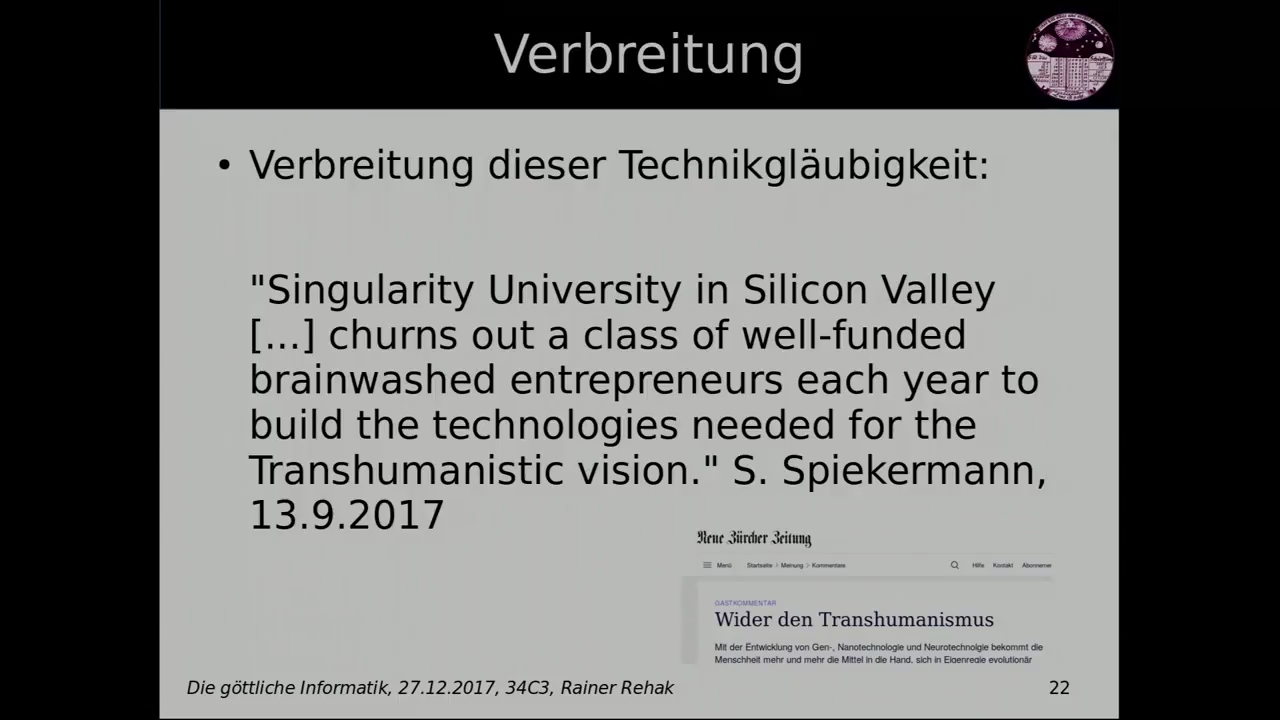 Verbreitung
• Verbreitung dieser Technikgläubigkeit:
"Singularity University in Silicon Valley
[...] churns out a class of well-funded
brainwashed entrepreneurs each year to
build the technologies needed for the
Transhumanistic vision." S. Spiekermann,
13.9.2017
Neue Zürcher Zeitung
Menü Startseite > Meinung > Kommentare Hilfe Kontakt Abonnemen
GASTKOMMENTAR
Wider den Transhumanismus
Mit der Entwicklung von Gen-, Nanotechnologie und Neurotechnolgie bekommt die
Menschheit mehr und mehr die Mittel in die Hand, sich in Eigenregie evolutionär
Die göttliche Informatik, 27.12.2017, 34C3, Rainer Rehak
22